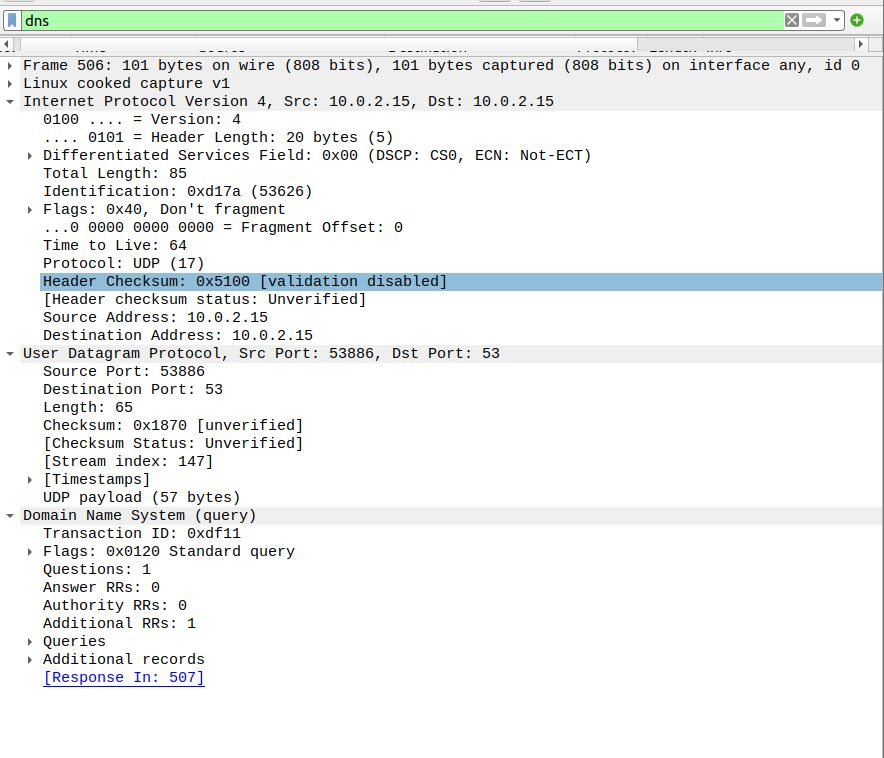 dns
Frame 506: 101 bytes on wire (808 bits), 101 bytes captured (808 bits) on interface any, id 0
Linux cooked capture v1
Internet Protocol Version 4, Src: 10.0.2.15, Dst: 10.0.2.15
0100 .... = Version: 4
.... 0101 = Header Length: 20 bytes (5)
Differentiated Services Field: 0x00 (DSCP: CS0, ECN: Not-ECT)
Total Length: 85
Identification: 0xd17a (53626)
Flags: 0x40, Don't fragment
...0 0000 0000 0000 = Fragment Offset: 0
Time to Live: 64
Protocol: UDP (17)
Header Checksum: 0x5100 [validation disabled]
[Header checksum status: Unverified]
Source Address: 10.0.2.15
Destination Address: 10.0.2.15
User Datagram Protocol, Src Port: 53886, Dst Port: 53
Source Port: 53886
Destination Port: 53
Length: 65
Checksum: 0x1870 [unverified]
[Checksum Status: Unverified]
[Stream index: 147]
[Timestamps]
UDP payload (57 bytes)
Domain Name System (query)
Transaction ID: 0xdf11
Flags: 0x0120 Standard query
Questions: 1
Answer RRs: 0
Authority RRs: 0
Additional RRs: 1
Queries
Additional records
[Response In: 507]